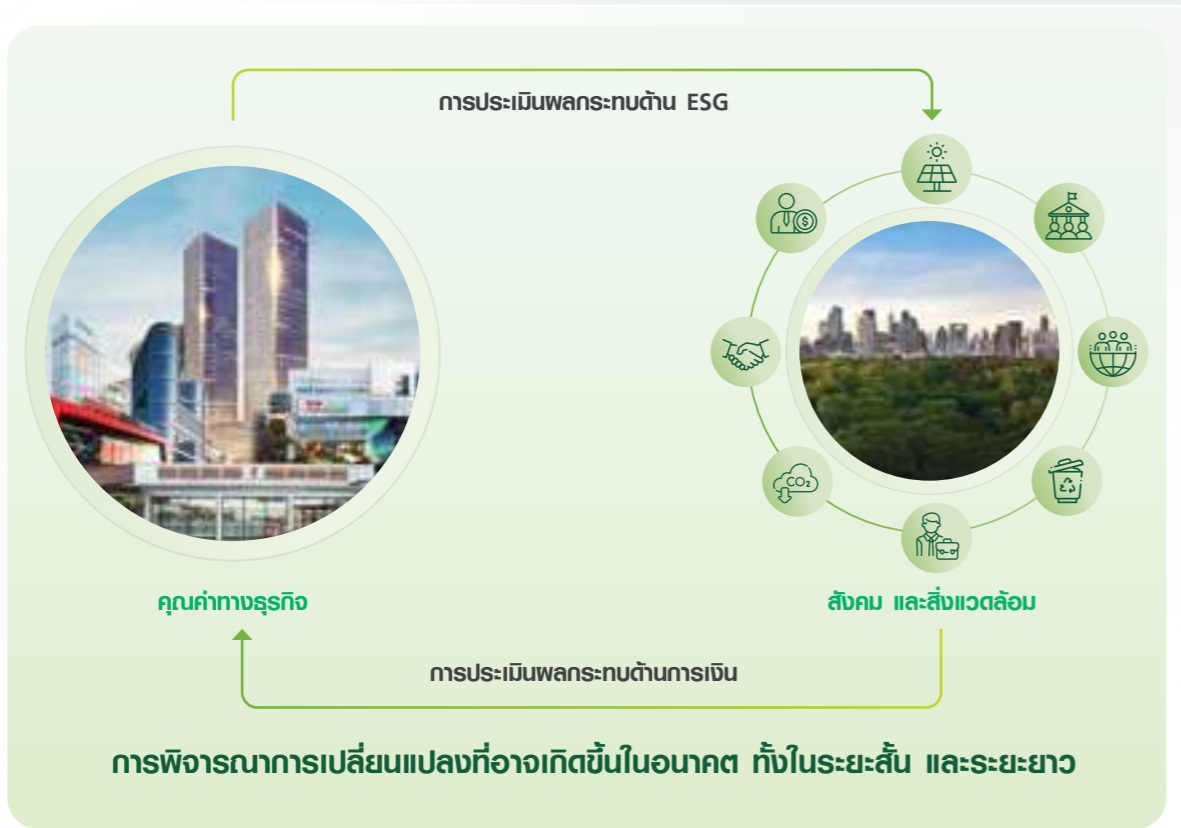 การประเมินผลกระทบด้าน ESG
CO₂
คุณค่าทางธุรกิจ
สังคม และสิ่งแวดล้อม
การประเมินผลกระทบด้านการเงิน
การพิจารณาการเปลี่ยนแปลงที่อาจเกิดขึ้นในอนาคต ทั้งในระยะสั้น และระยะยาว